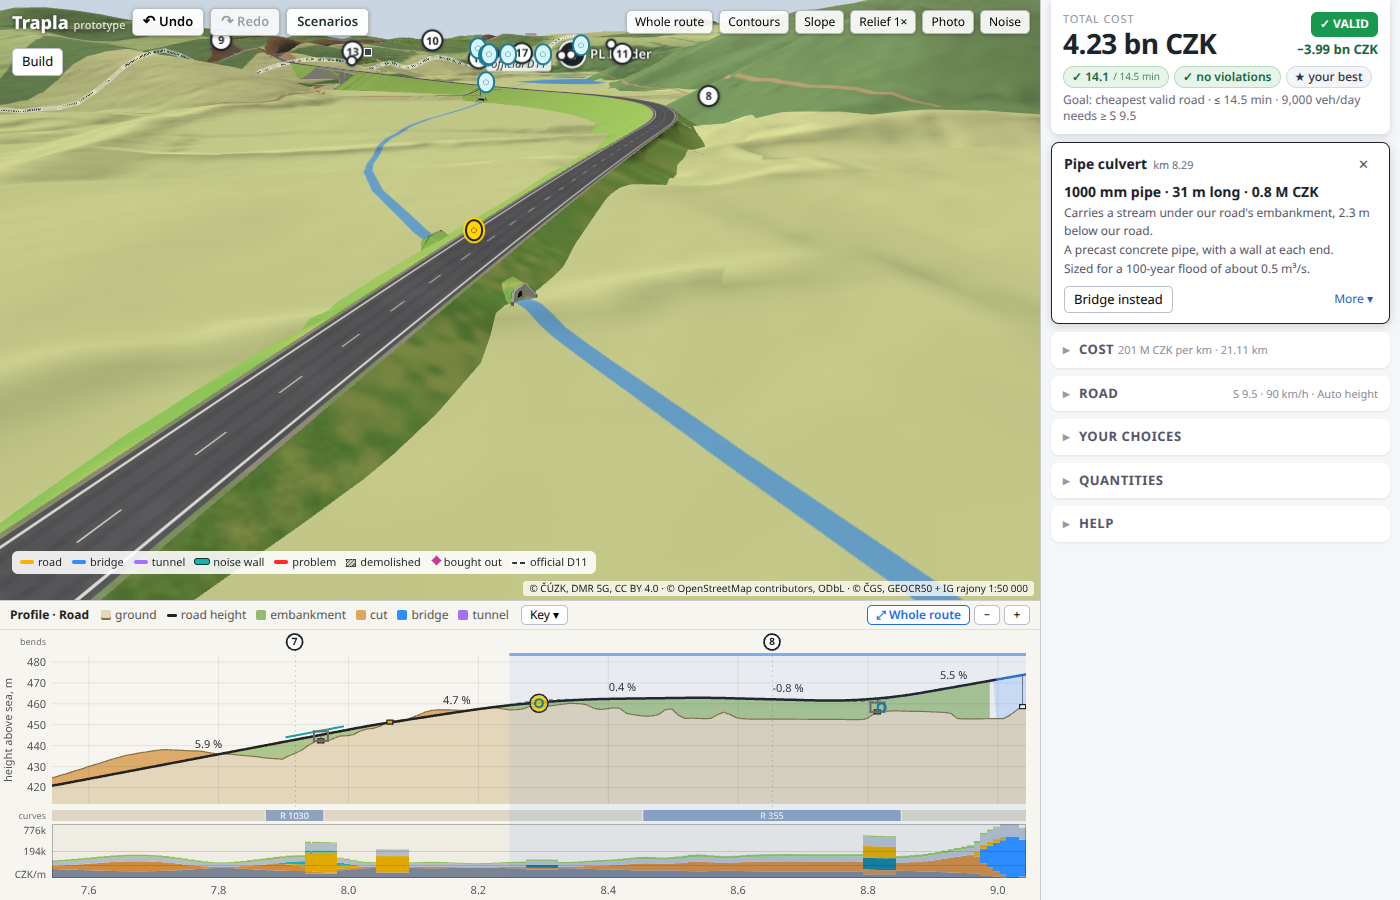 Trapla prototype
↶ Undo
↷ Redo
Scenarios
Whole route
Contours
Slope
Relief 1×
Photo
Noise
Build
9
13
10
17
11
8
TOTAL COST
4.23 bn CZK
✓ VALID
−3.99 bn CZK
✓ 14.1 / 14.5 min
✓ no violations
★ your best
Goal: cheapest valid road · ≤ 14.5 min · 9,000 veh/day
needs ≥ S 9.5
Pipe culvert km 8.29
✕
1000 mm pipe · 31 m long · 0.8 M CZK
Carries a stream under our road's embankment, 2.3 m
below our road.
A precast concrete pipe, with a wall at each end.
Sized for a 100-year flood of about 0.5 m³/s.
Bridge instead
More ▾
▶ COST 201 M CZK per km · 21.11 km
▶ ROAD S 9.5 · 90 km/h · Auto height
▶ YOUR CHOICES
▶ QUANTITIES
▶ HELP
road
bridge
tunnel
noise wall
problem
demolished
bought out
official D11
© ČÚZK, DMR 5G, CC BY 4.0 · © OpenStreetMap contributors, ODbL · © ČGS, GEOCR50 + IG rajony 1:50 000
Profile · Road
ground
road height
embankment
cut
bridge
tunnel
Key ▾
⤢ Whole route
−
+
bends
7
8
height above sea, m
480
470
460
450
440
430
420
5.9 %
4.7 %
0.4 %
-0.8 %
5.5 %
curves
R 1030
R 355
776k
194k
CZK/m
7.6
7.8
8.0
8.2
8.4
8.6
8.8
9.0